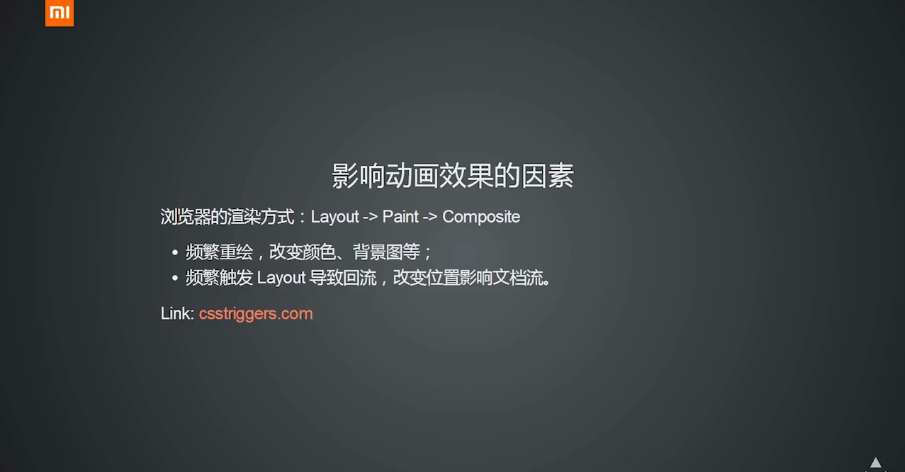 mi
影响动画效果的因素
浏览器的渲染方式：Layout -> Paint -> Composite
• 频繁重绘，改变颜色、背景图等；
• 频繁触发 Layout 导致回流，改变位置影响文档流。
Link: csstriggers.com